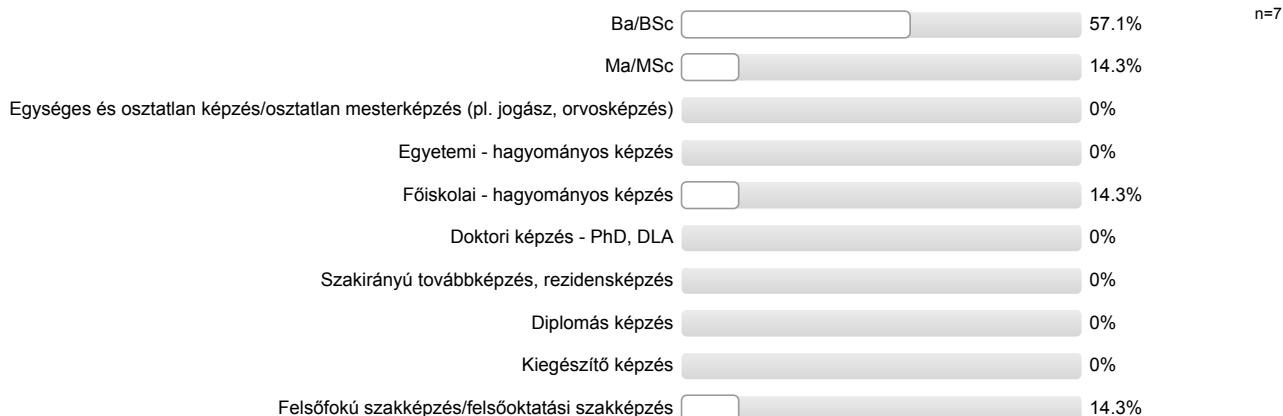 Ba/BSc 57.1% n=7
Ma/MSc 14.3%
Egységes és osztatlan képzés/osztatlan mesterképzés (pl. jogász, orvosképzés) 0%
Egyetemi - hagyományos képzés 0%
Főiskolai - hagyományos képzés 14.3%
Doktori képzés - PhD, DLA 0%
Szakirányú továbbképzés, rezidensképzés 0%
Diplomás képzés 0%
Kiegészítő képzés 0%
Felsőfokú szakképzés/felsőoktatási szakképzés 14.3%